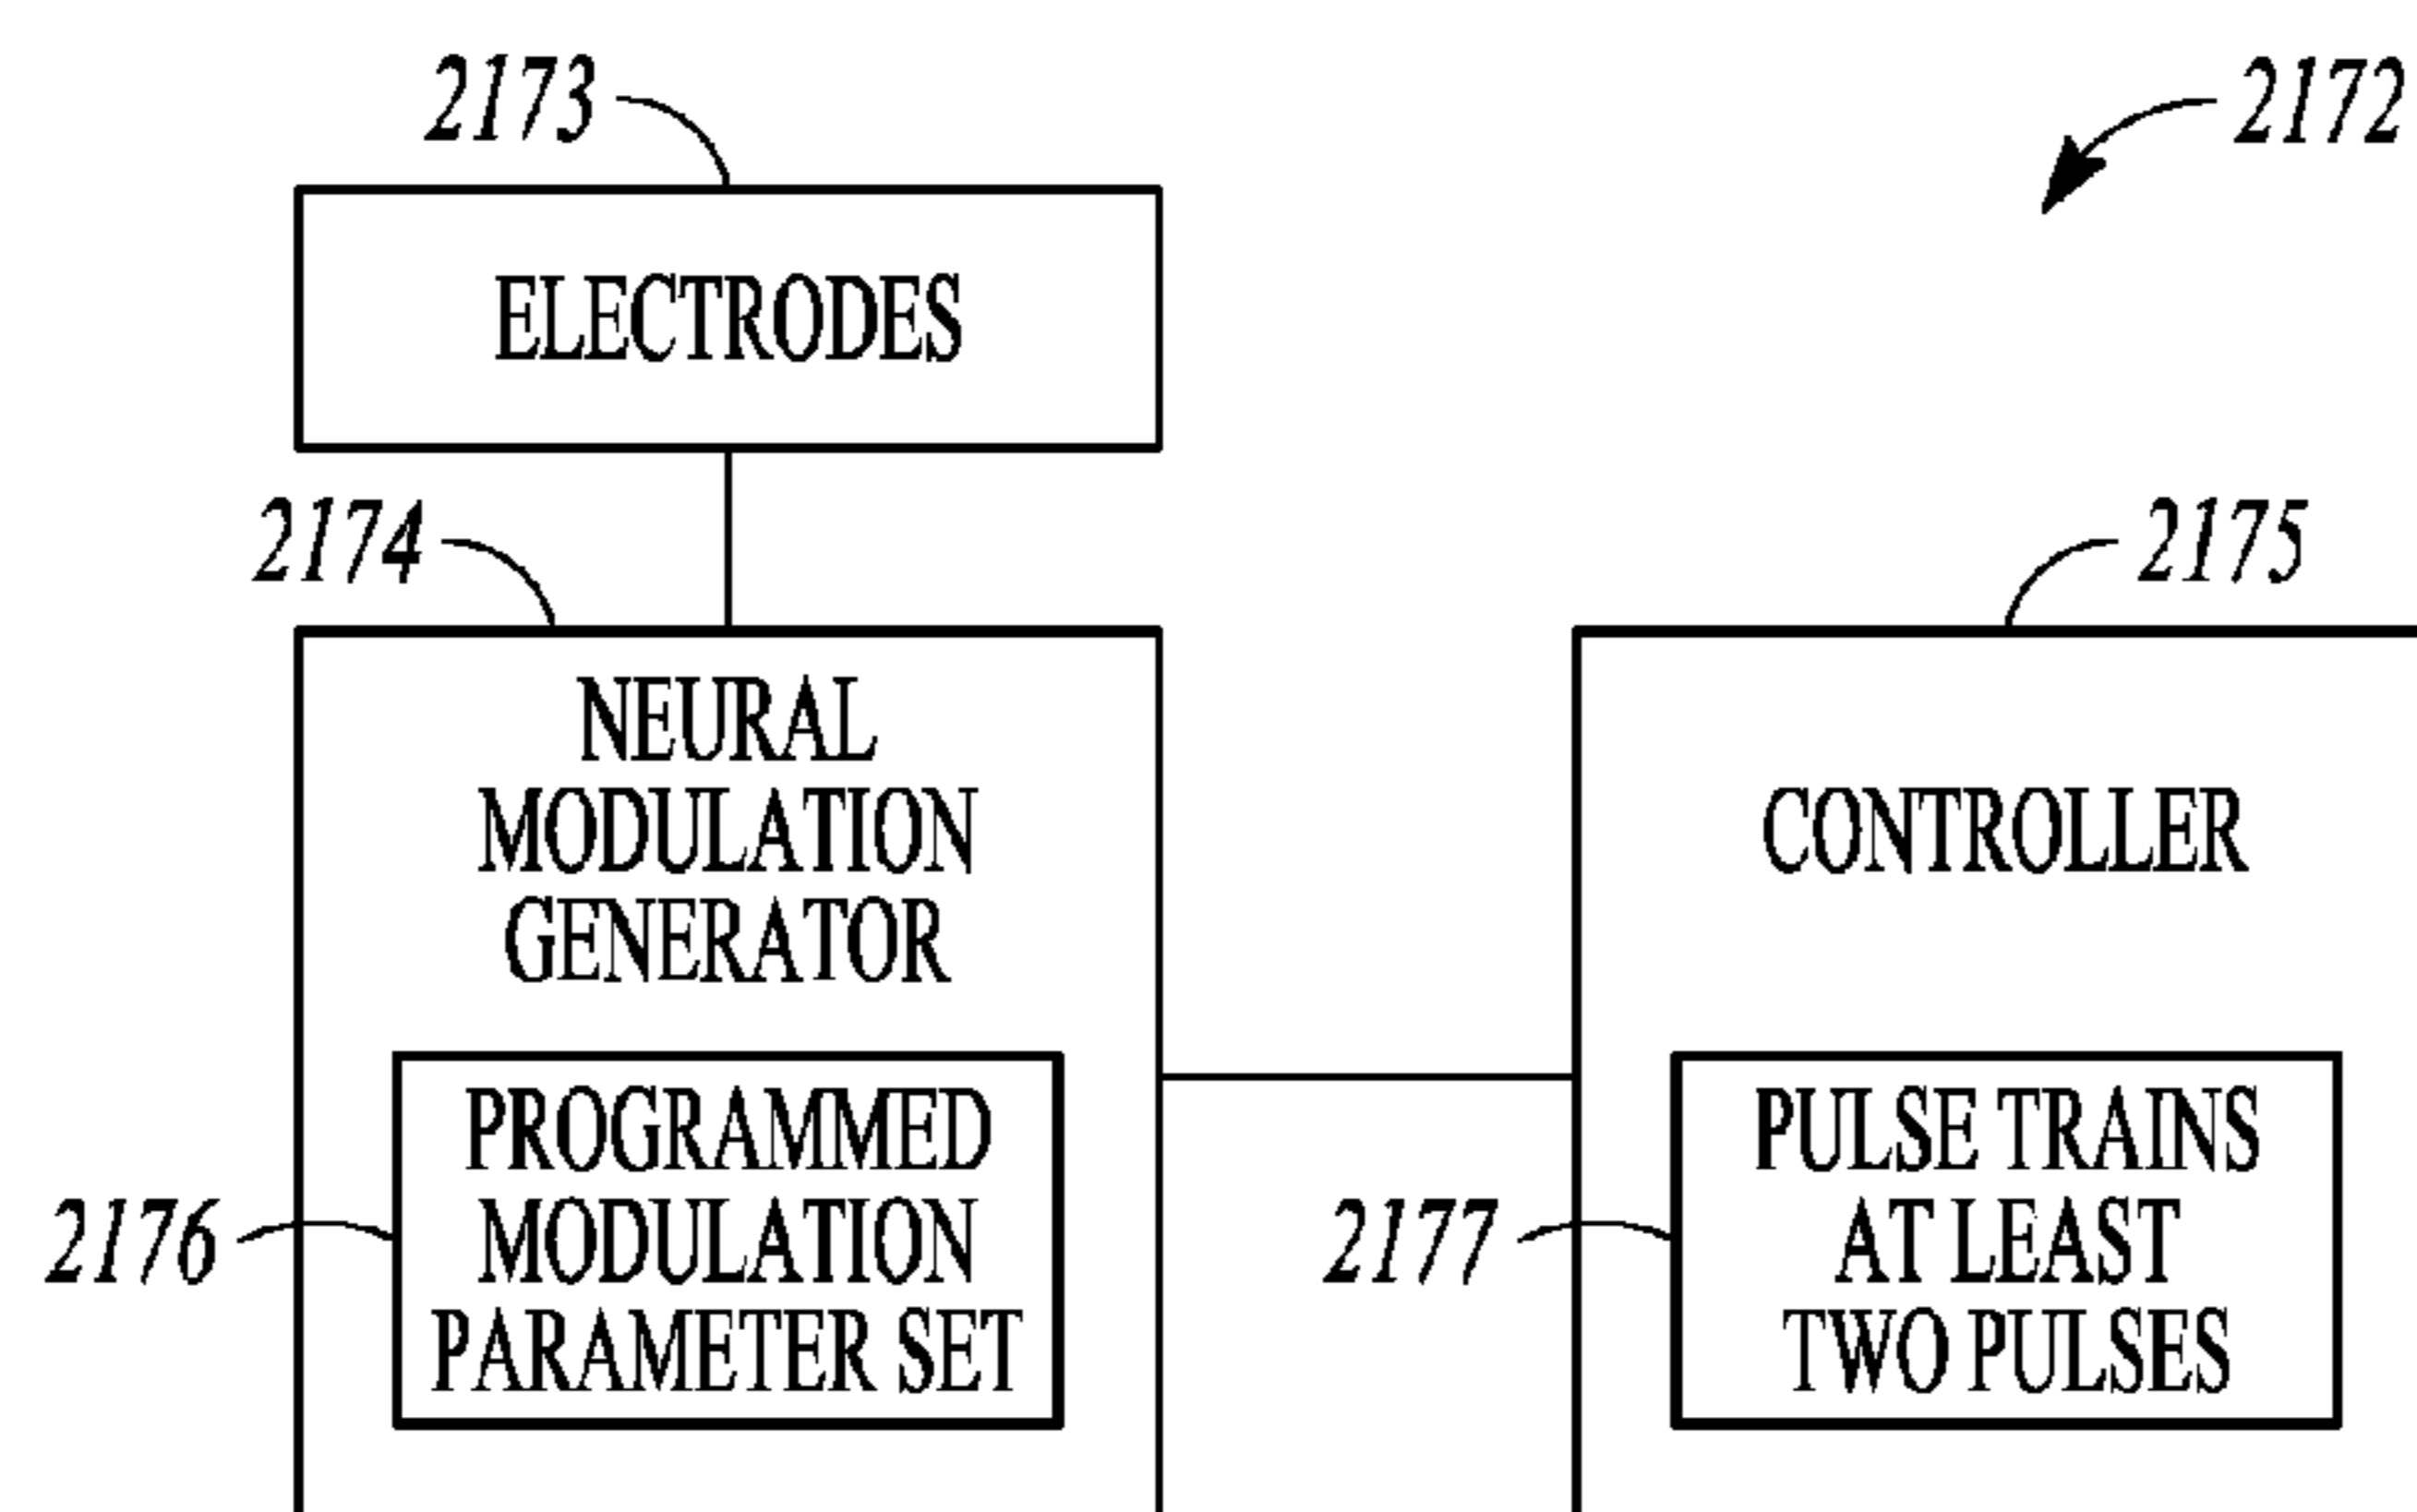 2173
2172
ELECTRODES
2174
2175
NEURAL
MODULATION
GENERATOR
CONTROLLER
PROGRAMMED
MODULATION
PARAMETER SET
2176
2177
PULSE TRAINS
AT LEAST
TWO PULSES